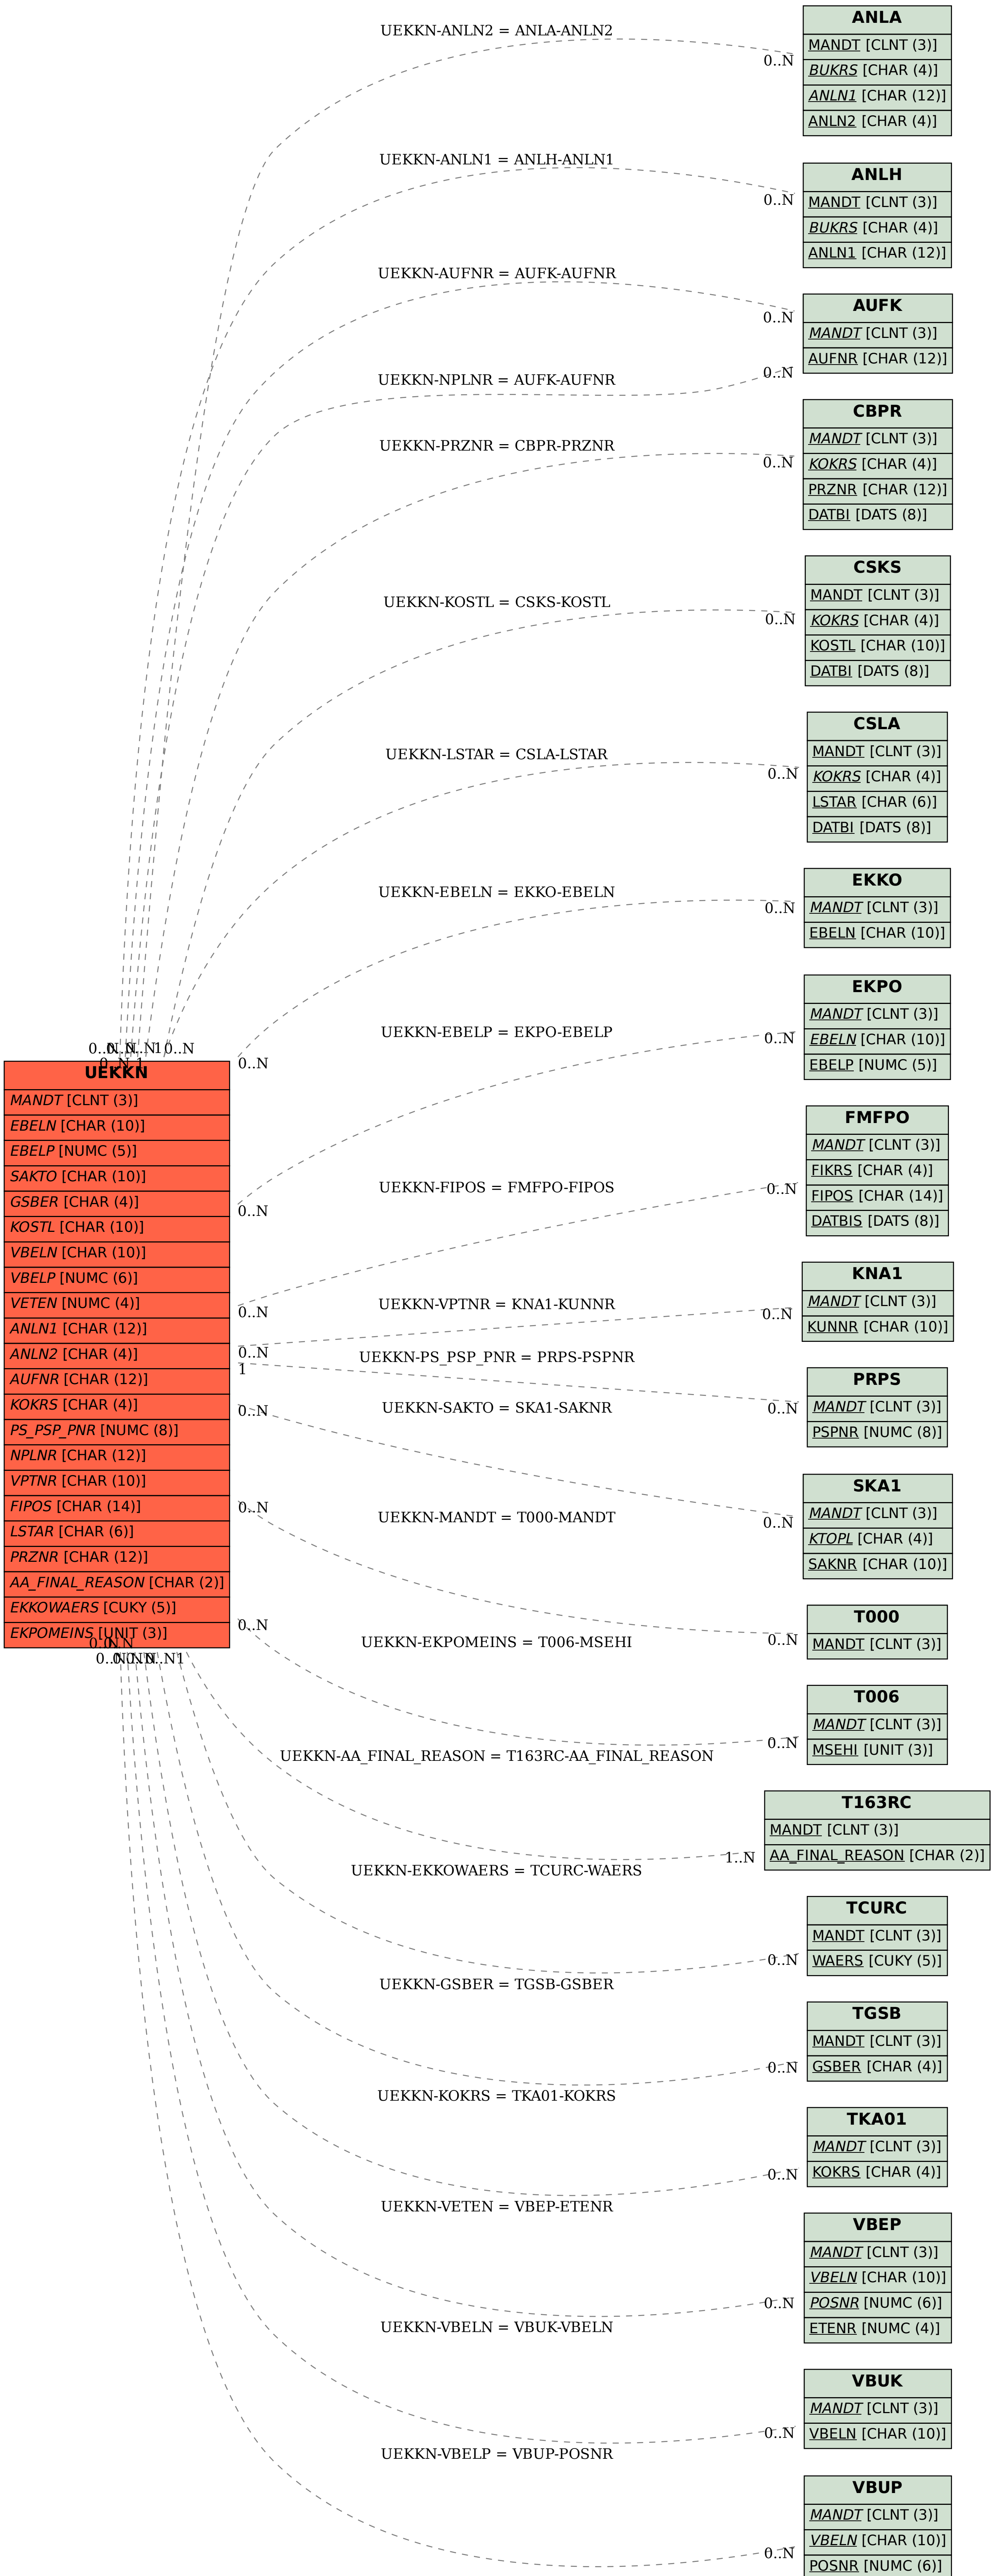 UEKKN-ANLN2 = ANLA-ANLN2
0..N
ANLA
MANDT [CLNT (3)]
BUKRS [CHAR (4)]
ANLN1 [CHAR (12)]
ANLN2 [CHAR (4)]
UEKKN-ANLN1 = ANLH-ANLN1
0..N
ANLH
MANDT [CLNT (3)]
BUKRS [CHAR (4)]
ANLN1 [CHAR (12)]
UEKKN-AUFNR = AUFK-AUFNR
0..N
AUFK
MANDT [CLNT (3)]
AUFNR [CHAR (12)]
UEKKN-NPLNR = AUFK-AUFNR
0..N
CBPR
MANDT [CLNT (3)]
KOKRS [CHAR (4)]
PRZNR [CHAR (12)]
DATBI [DATS (8)]
UEKKN-PRZNR = CBPR-PRZNR
0..N
CSKS
MANDT [CLNT (3)]
KOKRS [CHAR (4)]
KOSTL [CHAR (10)]
DATBI [DATS (8)]
UEKKN-KOSTL = CSKS-KOSTL
0..N
CSLA
MANDT [CLNT (3)]
KOKRS [CHAR (4)]
LSTAR [CHAR (6)]
DATBI [DATS (8)]
UEKKN-LSTAR = CSLA-LSTAR
0..N
EKKO
MANDT [CLNT (3)]
EBELN [CHAR (10)]
UEKKN-EBELN = EKKO-EBELN
0..N
EKPO
MANDT [CLNT (3)]
EBELN [CHAR (10)]
EBELP [NUMC (5)]
UEKKN-EBELP = EKPO-EBELP
0..N
0..N
0..N
UEKKN
MANDT [CLNT (3)]
EBELN [CHAR (10)]
EBELP [NUMC (5)]
SAKTO [CHAR (10)]
GSBER [CHAR (4)]
KOSTL [CHAR (10)]
VBELN [CHAR (10)]
VBELP [NUMC (6)]
VETEN [NUMC (4)]
ANLN1 [CHAR (12)]
ANLN2 [CHAR (4)]
AUFNR [CHAR (12)]
KOKRS [CHAR (4)]
PS_PSP_PNR [NUMC (8)]
NPLNR [CHAR (12)]
VPTNR [CHAR (10)]
FIPOS [CHAR (14)]
LSTAR [CHAR (6)]
PRZNR [CHAR (12)]
AA_FINAL_REASON [CHAR (2)]
EKKOWAERS [CUKY (5)]
EKPOMEINS [UNIT (3)]
0..N
FMFPO
MANDT [CLNT (3)]
FIKRS [CHAR (4)]
FIPOS [CHAR (14)]
DATBIS [DATS (8)]
UEKKN-FIPOS = FMFPO-FIPOS
0..N
0..N
KNA1
MANDT [CLNT (3)]
KUNNR [CHAR (10)]
UEKKN-VPTNR = KNA1-KUNNR
0..N
0..N
UEKKN-PS_PSP_PNR = PRPS-PSPNR
1
PRPS
MANDT [CLNT (3)]
PSPNR [NUMC (8)]
0..N
UEKKN-SAKTO = SKA1-SAKNR
0..N
SKA1
MANDT [CLNT (3)]
KTOPL [CHAR (4)]
SAKNR [CHAR (10)]
0..N
UEKKN-MANDT = T000-MANDT
0..N
T000
MANDT [CLNT (3)]
0..N
UEKKN-EKPOMEINS = T006-MSEHI
0..N
T006
MANDT [CLNT (3)]
MSEHI [UNIT (3)]
0..N
UEKKN-AA_FINAL_REASON = T163RC-AA_FINAL_REASON
T163RC
MANDT [CLNT (3)]
AA_FINAL_REASON [CHAR (2)]
1..N
UEKKN-EKKOWAERS = TCURC-WAERS
TCURC
MANDT [CLNT (3)]
WAERS [CUKY (5)]
0..N
UEKKN-GSBER = TGSB-GSBER
TGSB
MANDT [CLNT (3)]
GSBER [CHAR (4)]
0..N
UEKKN-KOKRS = TKA01-KOKRS
TKA01
MANDT [CLNT (3)]
KOKRS [CHAR (4)]
0..N
UEKKN-VETEN = VBEP-ETENR
VBEP
MANDT [CLNT (3)]
VBELN [CHAR (10)]
POSNR [NUMC (6)]
ETENR [NUMC (4)]
0..N
UEKKN-VBELN = VBUK-VBELN
VBUK
MANDT [CLNT (3)]
VBELN [CHAR (10)]
0..N
UEKKN-VBELP = VBUP-POSNR
VBUP
MANDT [CLNT (3)]
VBELN [CHAR (10)]
POSNR [NUMC (6)]
0..N